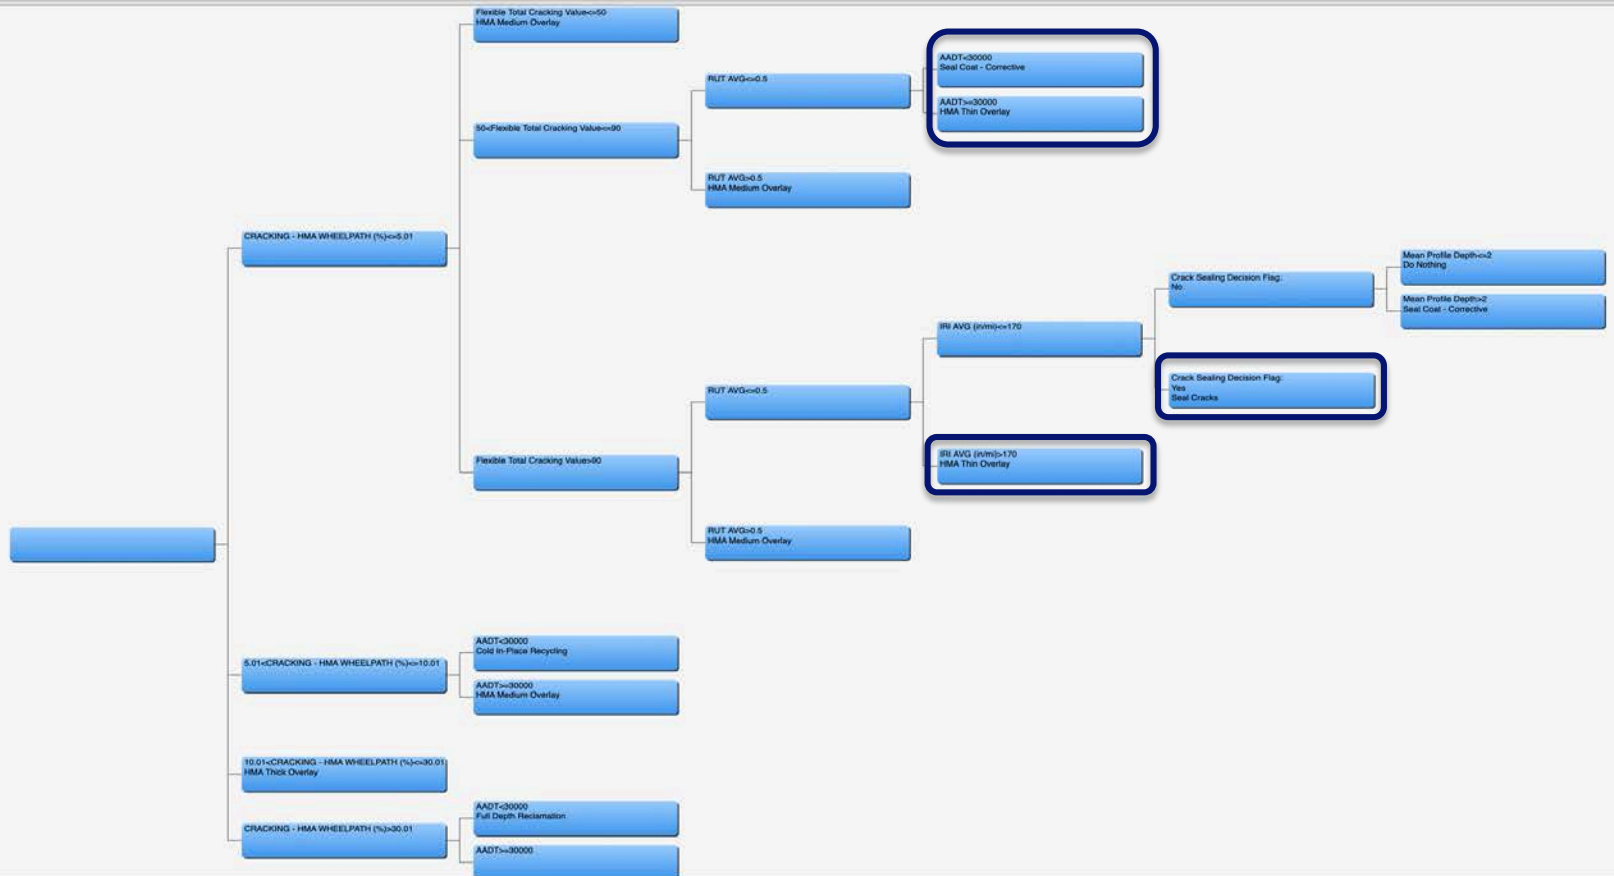 Flexible Total Cracking Value<=50
HMA Medium Overlay
AADT<30000
Seal Coat - Corrective
RUT AVG<=0.5
AADT>=30000
HMA Thin Overlay
50<Flexible Total Cracking Value<=90
RUT AVG>0.5
HMA Medium Overlay
CRACKING - HMA WHEELPATH (%)<=5.01
Mean Profile Depth<=2
Do Nothing
Crack Sealing Decision Flag:
No
Mean Profile Depth>2
Seal Coat - Corrective
IRI AVG (in/mi)<=170
Crack Sealing Decision Flag:
Yes
Seal Cracks
RUT AVG<=0.5
IRI AVG (in/mi)>170
HMA Thin Overlay
Flexible Total Cracking Value>90
RUT AVG>0.5
HMA Medium Overlay
AADT<30000
Cold In-Place Recycling
5.01<CRACKING - HMA WHEELPATH (%)<=10.01
AADT>=30000
HMA Medium Overlay
10.01<CRACKING - HMA WHEELPATH (%)<=30.01
HMA Thick Overlay
AADT<30000
Full Depth Reclamation
CRACKING - HMA WHEELPATH (%)>30.01
AADT>=30000